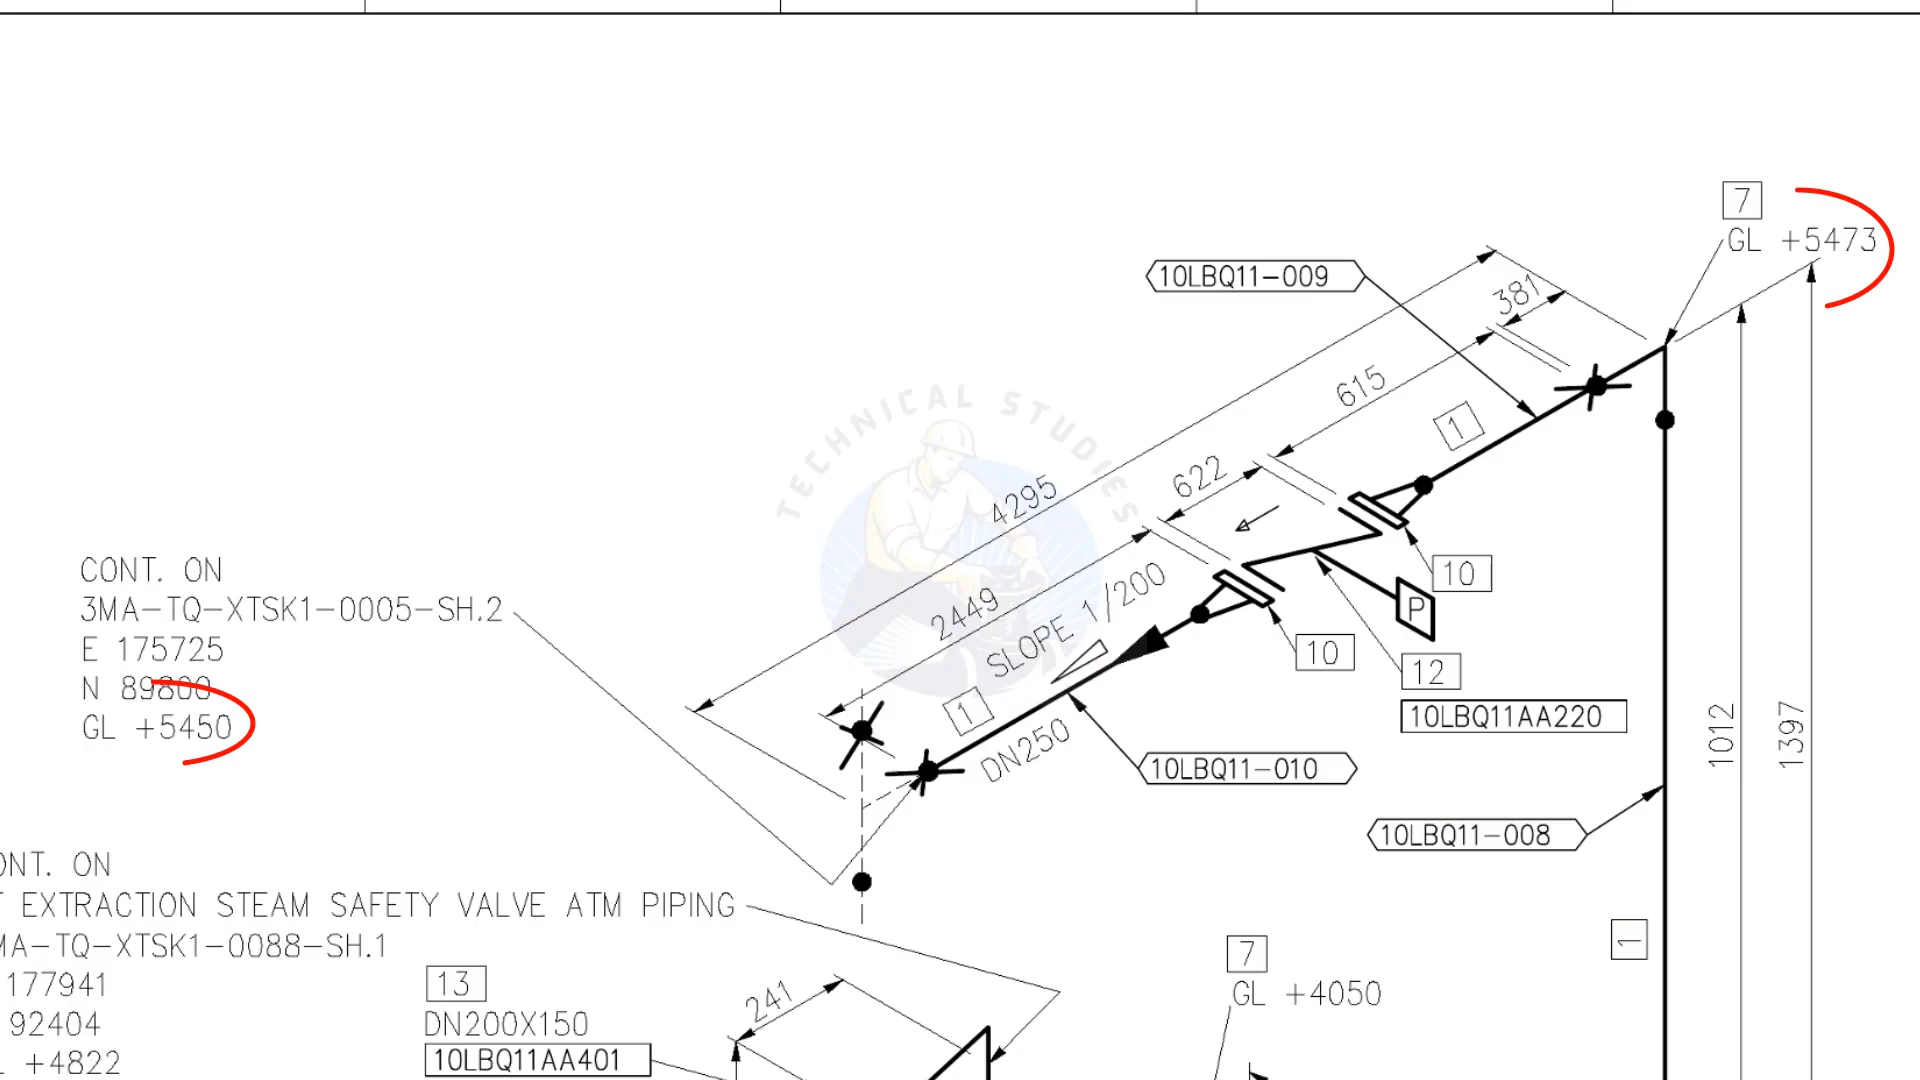 7
GL +5473
10LBQ11-009
381
615
1
4295
622
TECHNICAL STUDIES
2449
SLOPE 1/200
10
P
10
12
10LBQ11AA220
1
DN250
10LBQ11-010
10LBQ11-008
1012
1397
1
CONT. ON
3MA-TQ-XTSK1-0005-SH.2
E 175725
N 89800
GL +5450
ONT. ON
T EXTRACTION STEAM SAFETY VALVE ATM PIPING
MA-TQ-XTSK1-0088-SH.1
177941
92404
+4822
13
DN200X150
10LBQ11AA401
241
7
GL +4050